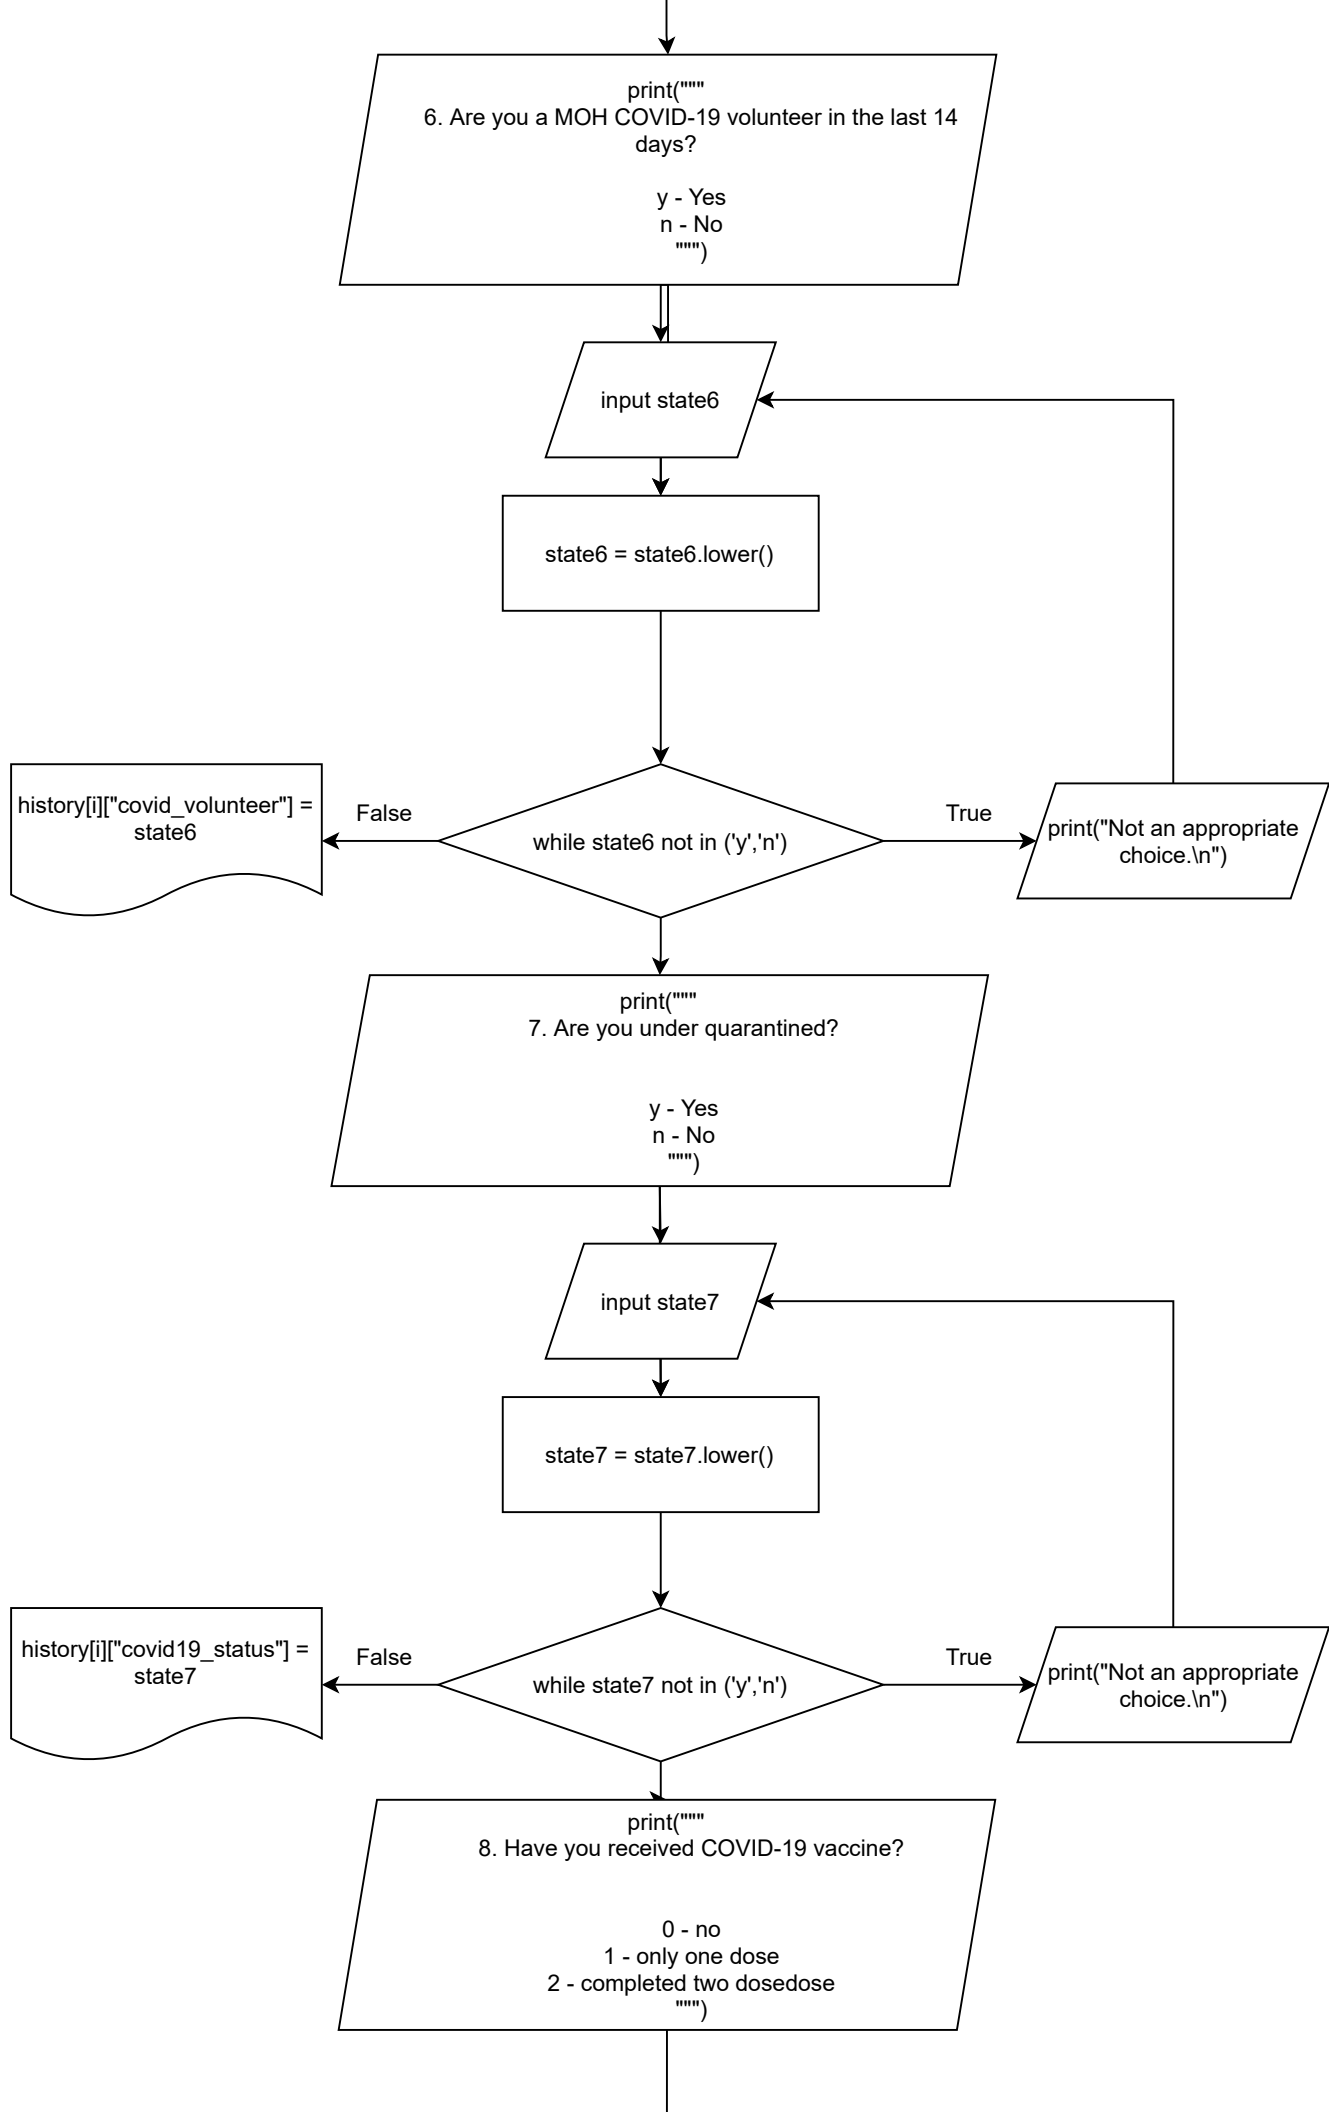 print("""
6. Are you a MOH COVID-19 volunteer in the last 14
days?
y - Yes
n - No
""")
input state6
state6 = state6.lower()
history[i]["covid_volunteer"] =
state6
False
while state6 not in ('y','n')
True
print("Not an appropriate
choice.\n")
print("""
7. Are you under quarantined?
y - Yes
n - No
""")
input state7
state7 = state7.lower()
history[i]["covid19_status"] =
state7
False
while state7 not in ('y','n')
True
print("Not an appropriate
choice.\n")
print("""
8. Have you received COVID-19 vaccine?
0 - no
1 - only one dose
2 - completed two dosedose
""")